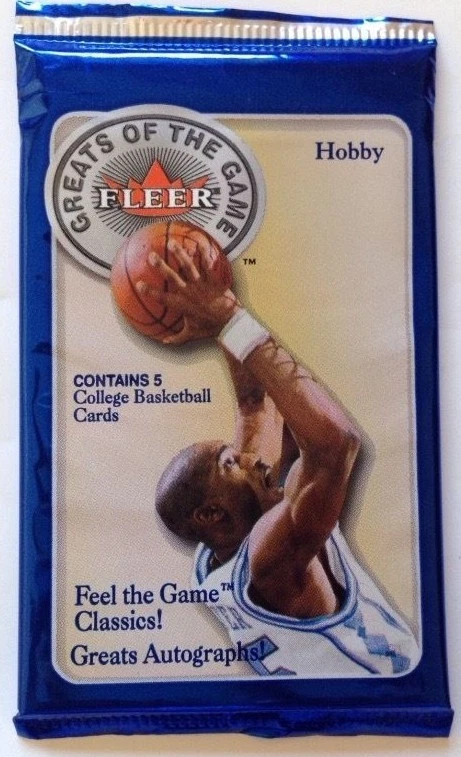 GREATS OF THE GAME
FLEER
™
Hobby
CONTAINS 5
College Basketball
Cards
Feel the Game™
Classics!
Greats Autographs!